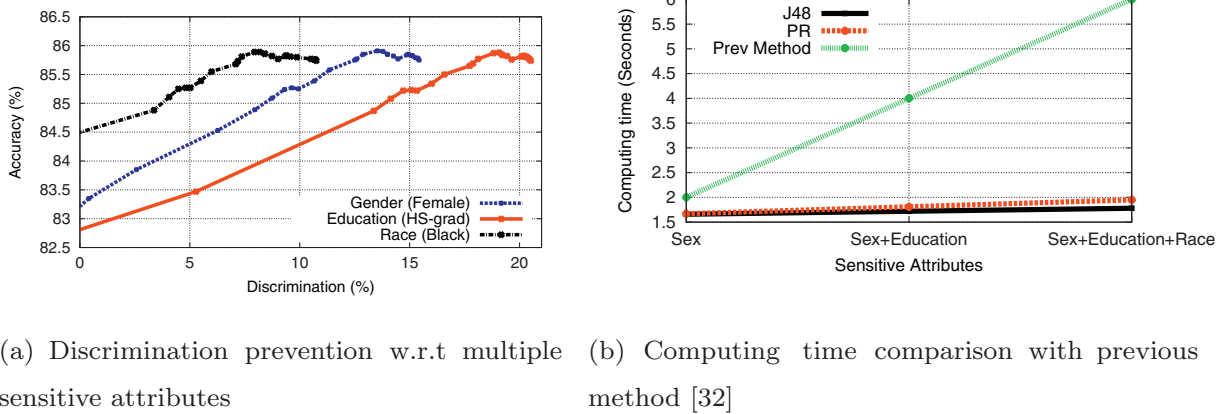 86.5
86
85.5
85
84.5
84
83.5
83
82.5
Accuracy (%)
Gender (Female)
Education (HS-grad)
Race (Black)
0 5 10 15 20
Discrimination (%)
6
5.5
5
4.5
4
3.5
3
2.5
2
1.5
Computing time (Seconds)
J48
PR
Prev Method
Sex Sex+Education Sex+Education+Race
Sensitive Attributes
(a) Discrimination prevention w.r.t multiple
sensitive attributes
(b) Computing time comparison with previous
method [32]